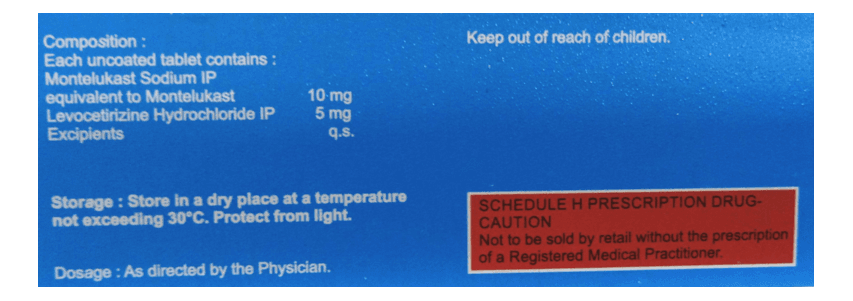 Composition :
Each uncoated tablet contains :
Montelukast Sodium IP
equivalent to Montelukast 10 mg
Levocetirizine Hydrochloride IP 5 mg
Excipients q.s.
Storage : Store in a dry place at a temperature
not exceeding 30°C. Protect from light.
Dosage : As directed by the Physician.
Keep out of reach of children.
SCHEDULE H PRESCRIPTION DRUG-
CAUTION
Not to be sold by retail without the prescription
of a Registered Medical Practitioner.